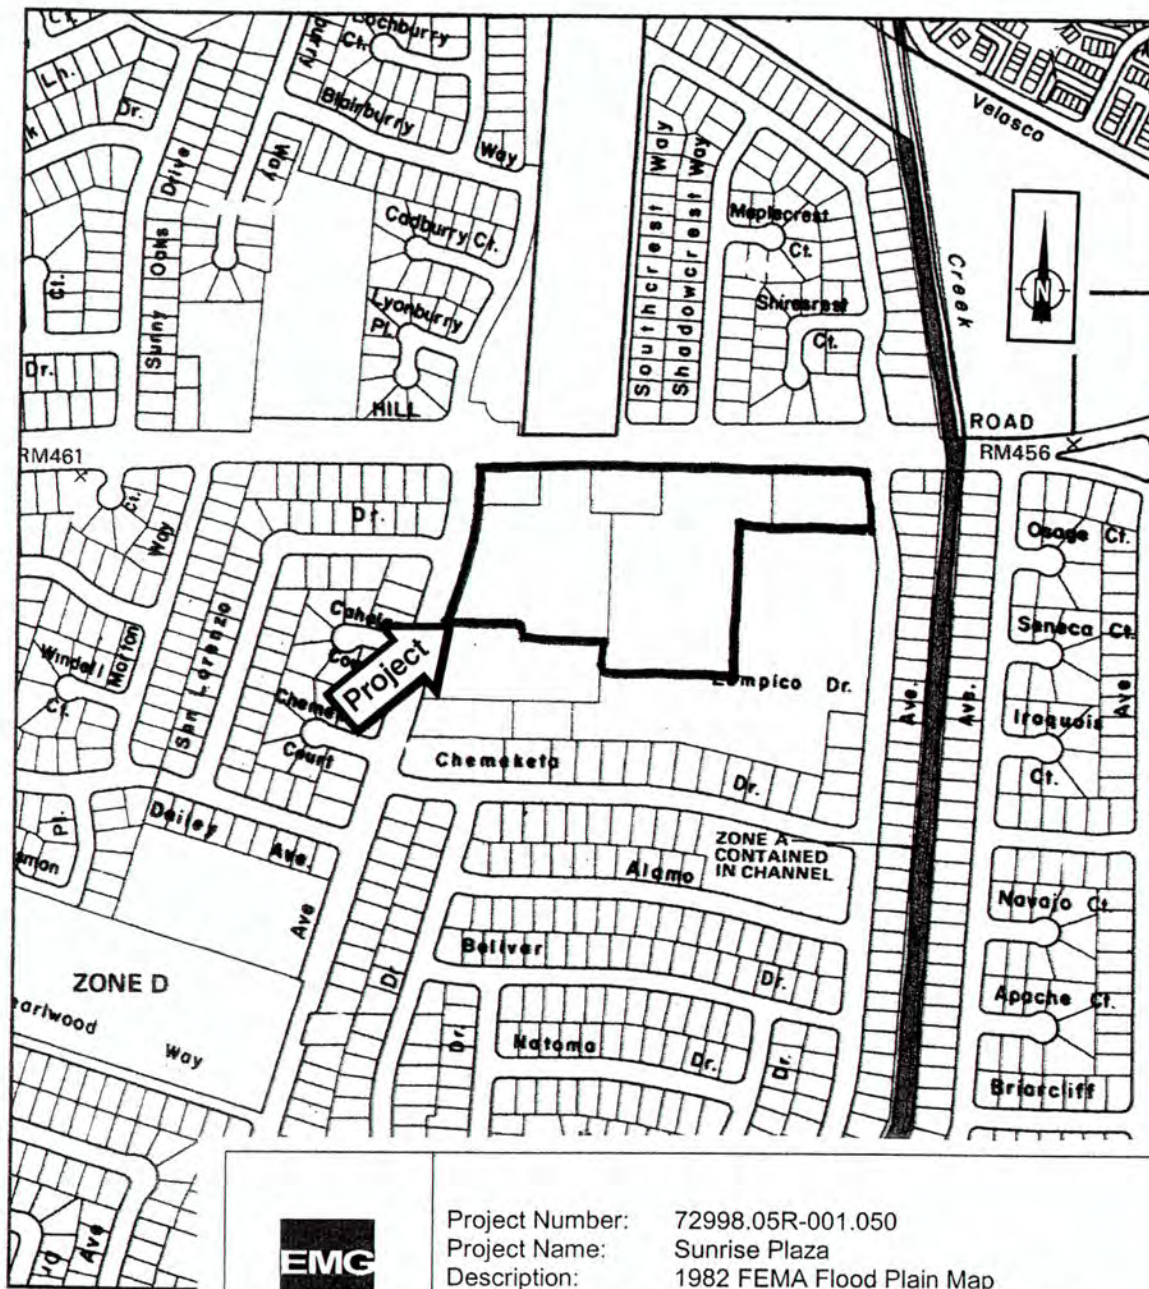 Ct.
Lochburry
Ct.
Ln.
Dr.
Blairburry
Way
Way
Velasco
Drive
Sunny Oaks
Cadburry Ct.
Lyonburry
Pl.
Ct.
Dr.
HILL
Southcrest Way
Shadowcrest Way
Maplecrest
Ct.
Shirecrest
Ct.
Creek
N
ROAD
RM461
RM456
Ct.
Way
Dr.
Osage Ct.
Seneca Ct.
Iroquois
Ct.
Ave
San Lorenzo
Morton
Windell
Ct.
Project
Court
Lompico Dr.
Ave.
Ave.
Chemeketa
Dr.
Pl.
Dailey
Ave.
ZONE A
CONTAINED
IN CHANNEL
Alamo
Navajo Ct.
Ave
Bolivar
Dr.
Dr.
ZONE D
Apache Ct.
Way
Dr.
Natoma
Dr.
Dr.
Briarcliff
Ave
Dr
EMG
Project Number: 72998.05R-001.050
Project Name: Sunrise Plaza
Description: 1982 FEMA Flood Plain Map